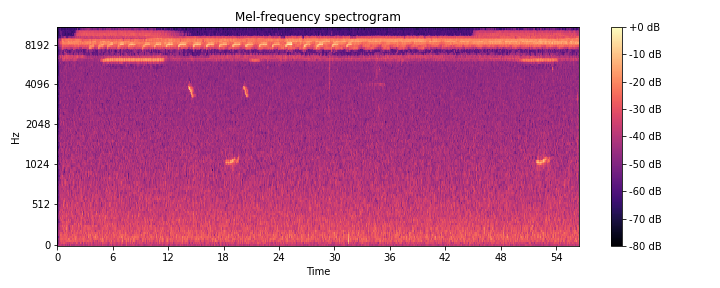 Mel-frequency spectrogram
Hz
8192
4096
2048
1024
512
0
0 6 12 18 24 30 36 42 48 54
Time
+0 dB
-10 dB
-20 dB
-30 dB
-40 dB
-50 dB
-60 dB
-70 dB
-80 dB